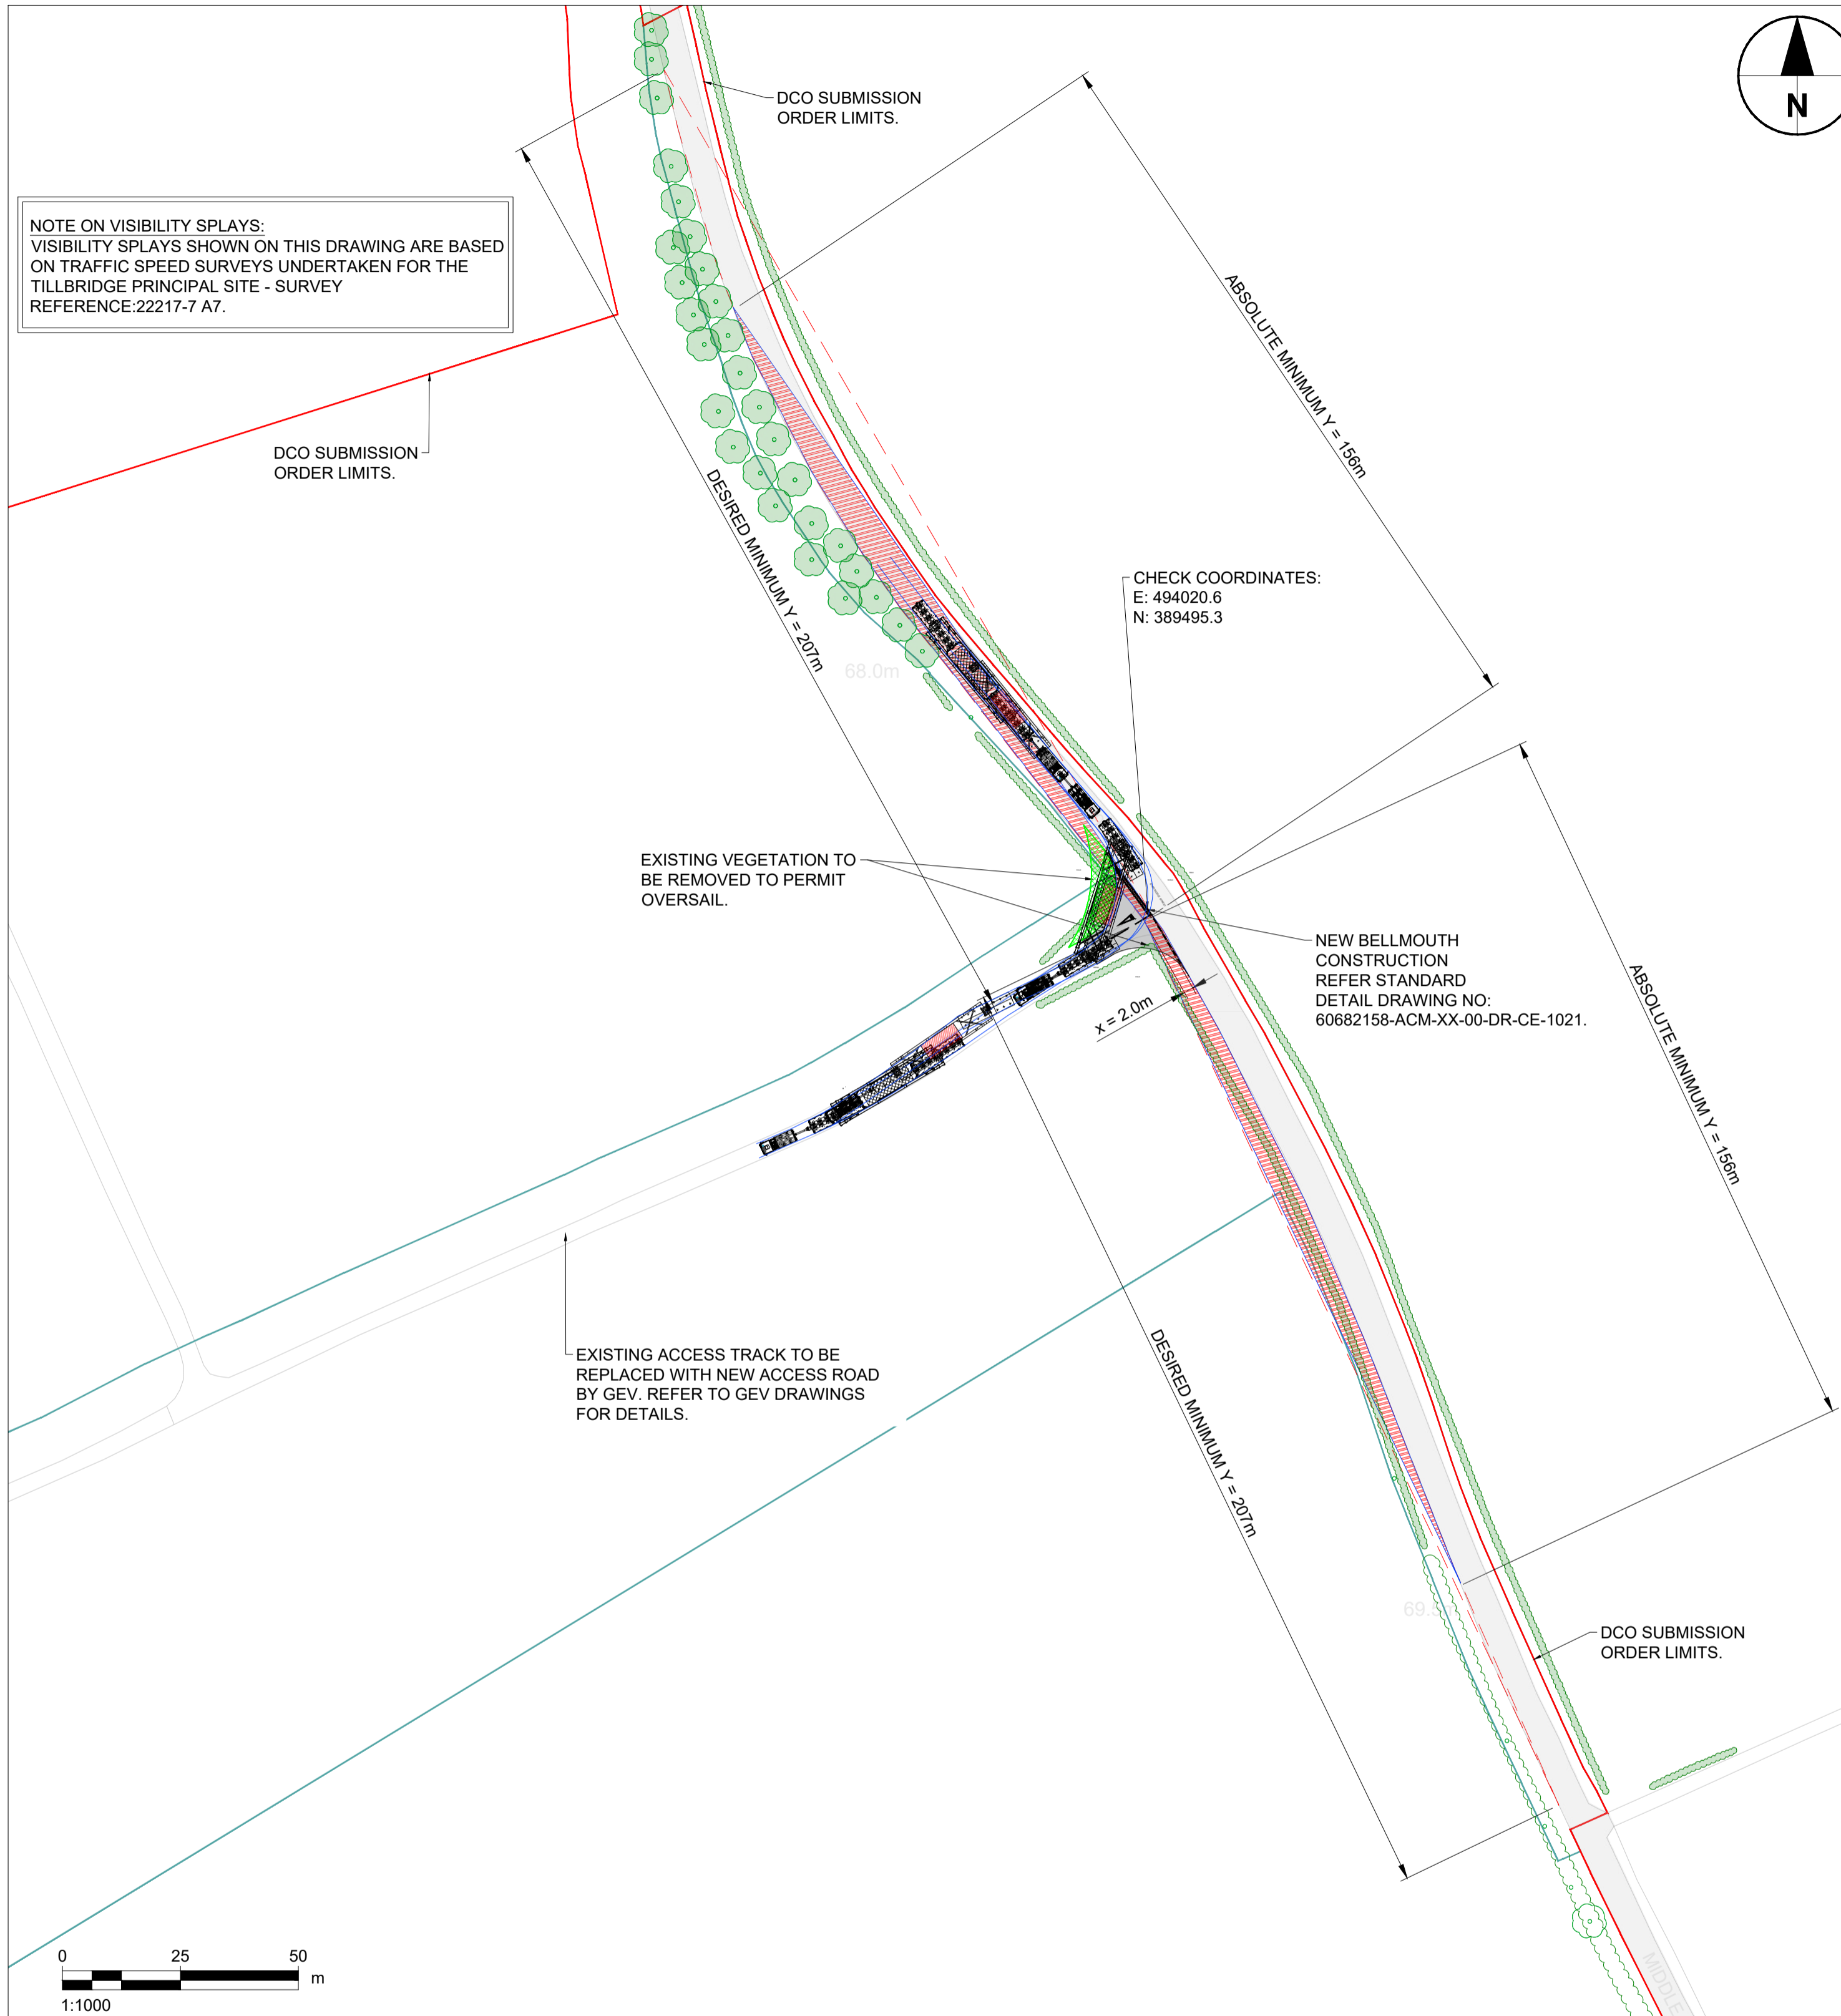 N
DCO SUBMISSION
ORDER LIMITS.
NOTE ON VISIBILITY SPLAYS:
VISIBILITY SPLAYS SHOWN ON THIS DRAWING ARE BASED
ON TRAFFIC SPEED SURVEYS UNDERTAKEN FOR THE
TILLBRIDGE PRINCIPAL SITE - SURVEY
REFERENCE:22217-7 A7.
ABSOLUTE MINIMUM Y = 156m
DCO SUBMISSION
ORDER LIMITS.
DESIRED MINIMUM Y = 207m
CHECK COORDINATES:
E: 494020.6
N: 389495.3
68.0m
EXISTING VEGETATION TO
BE REMOVED TO PERMIT
OVERSAIL.
NEW BELLMOUTH
CONSTRUCTION
REFER STANDARD
DETAIL DRAWING NO:
60682158-ACM-XX-00-DR-CE-1021.
x = 2.0m
ABSOLUTE MINIMUM Y = 156m
EXISTING ACCESS TRACK TO BE
REPLACED WITH NEW ACCESS ROAD
BY GEV. REFER TO GEV DRAWINGS
FOR DETAILS.
DESIRED MINIMUM Y = 207m
DCO SUBMISSION
ORDER LIMITS.
MIDDLE
0 25 50
m
1:1000